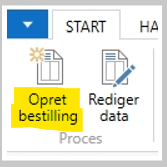 START HA
Opret Rediger
bestilling data
Proces